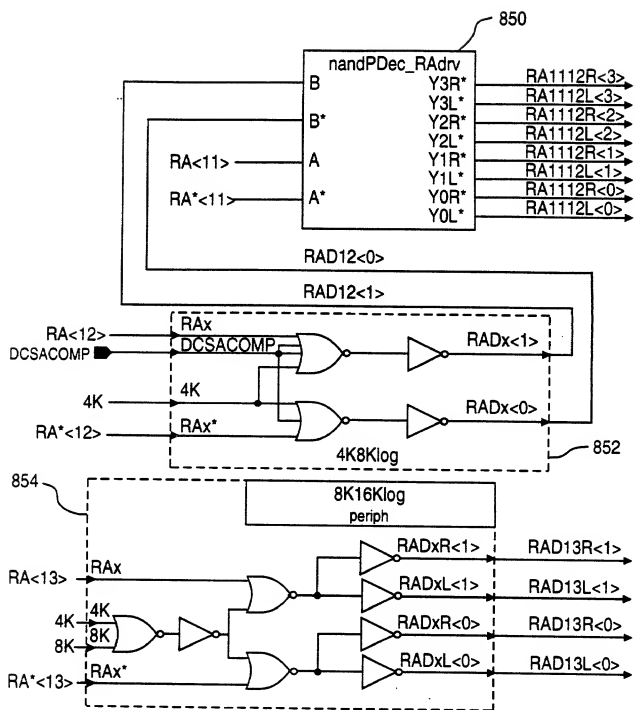 850
nandPDec_RAdrv
B Y3R* RA1112R<3>
Y3L* RA1112L<3>
B* Y2R* RA1112R<2>
Y2L* RA1112L<2>
RA<11> A Y1R* RA1112R<1>
Y1L* RA1112L<1>
RA*<11> A* Y0R* RA1112R<0>
Y0L* RA1112L<0>
RAD12<0>
RAD12<1>
RA<12> RAx
DCSACOMP DCSACOMP RADx<1>
4K 4K
RADx<0>
RA*<12> RAx*
4K8Klog 852
854
8K16Klog
periph
RADxR<1> RAD13R<1>
RA<13> RAx
RADxL<1> RAD13L<1>
4K 4K
RADxR<0> RAD13R<0>
8K 8K
RADxL<0> RAD13L<0>
RA*<13> RAx*